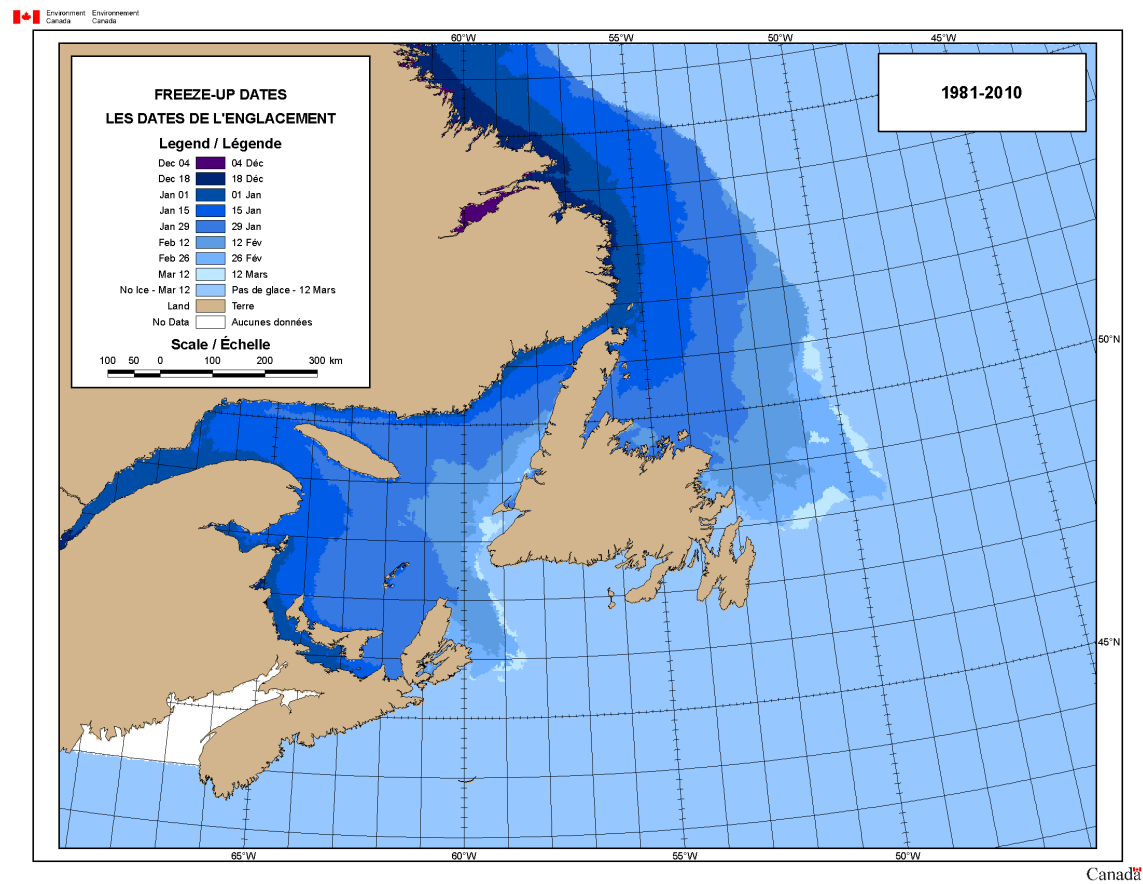 Environment Environnement
Canada Canada
60°W 55°W 50°W 45°W
FREEZE-UP DATES
LES DATES DE L'ENGLACEMENT
Legend / Légende
Dec 04 04 Déc
Dec 18 18 Déc
Jan 01 01 Jan
Jan 15 15 Jan
Jan 29 29 Jan
Feb 12 12 Fév
Feb 26 26 Fév
Mar 12 12 Mars
No Ice - Mar 12 Pas de glace - 12 Mars
Land Terre
No Data Aucunes données
Scale / Échelle
100 50 0 100 200 300 km
1981-2010
50°N
45°N
65°W 60°W 55°W 50°W
Canada